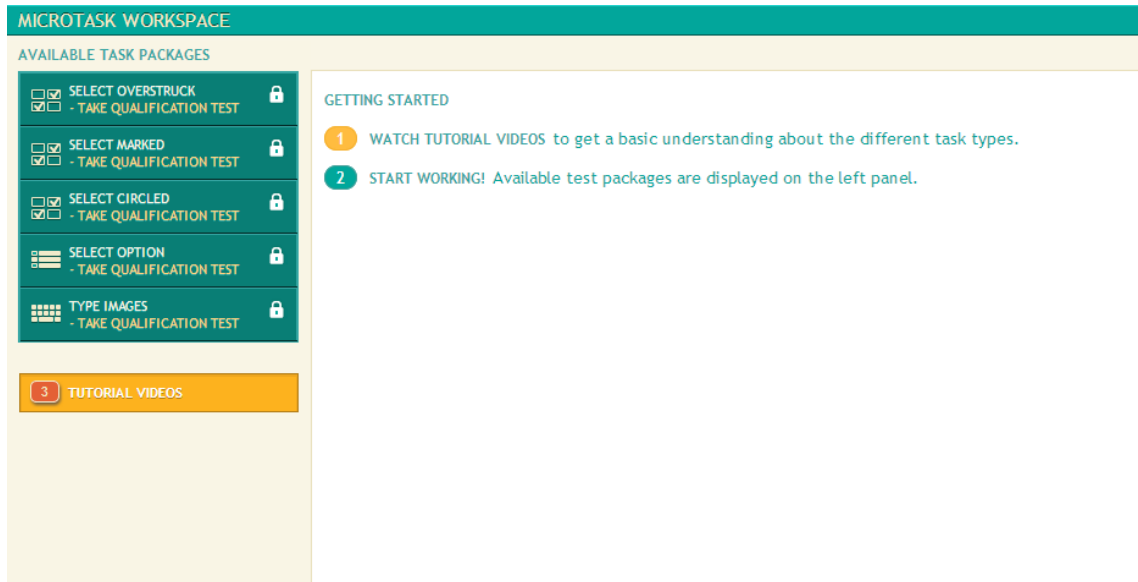 MICROTASK WORKSPACE
AVAILABLE TASK PACKAGES
SELECT OVERSTRUCK
- TAKE QUALIFICATION TEST
SELECT MARKED
- TAKE QUALIFICATION TEST
SELECT CIRCLED
- TAKE QUALIFICATION TEST
SELECT OPTION
- TAKE QUALIFICATION TEST
TYPE IMAGES
- TAKE QUALIFICATION TEST
3 TUTORIAL VIDEOS
GETTING STARTED
1 WATCH TUTORIAL VIDEOS to get a basic understanding about the different task types.
2 START WORKING! Available test packages are displayed on the left panel.